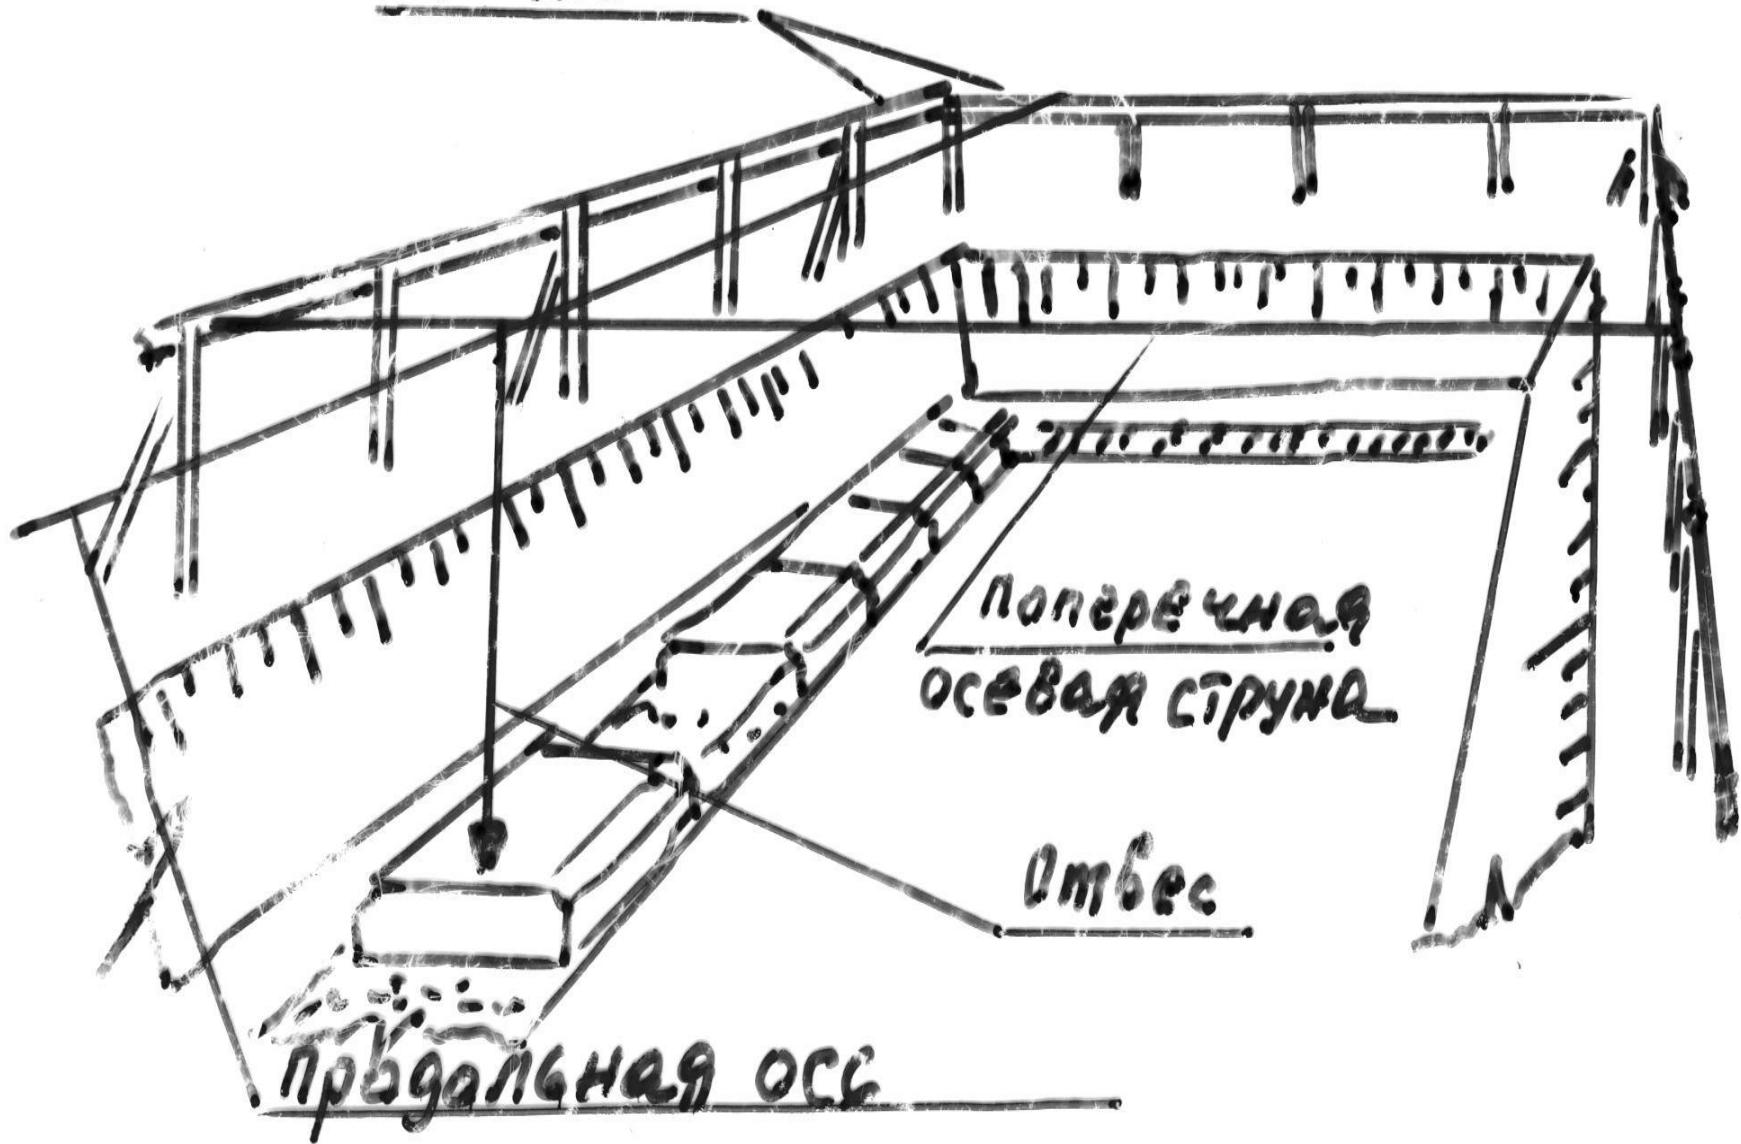 поперечная
осевая струна
Отвес
продольная ось